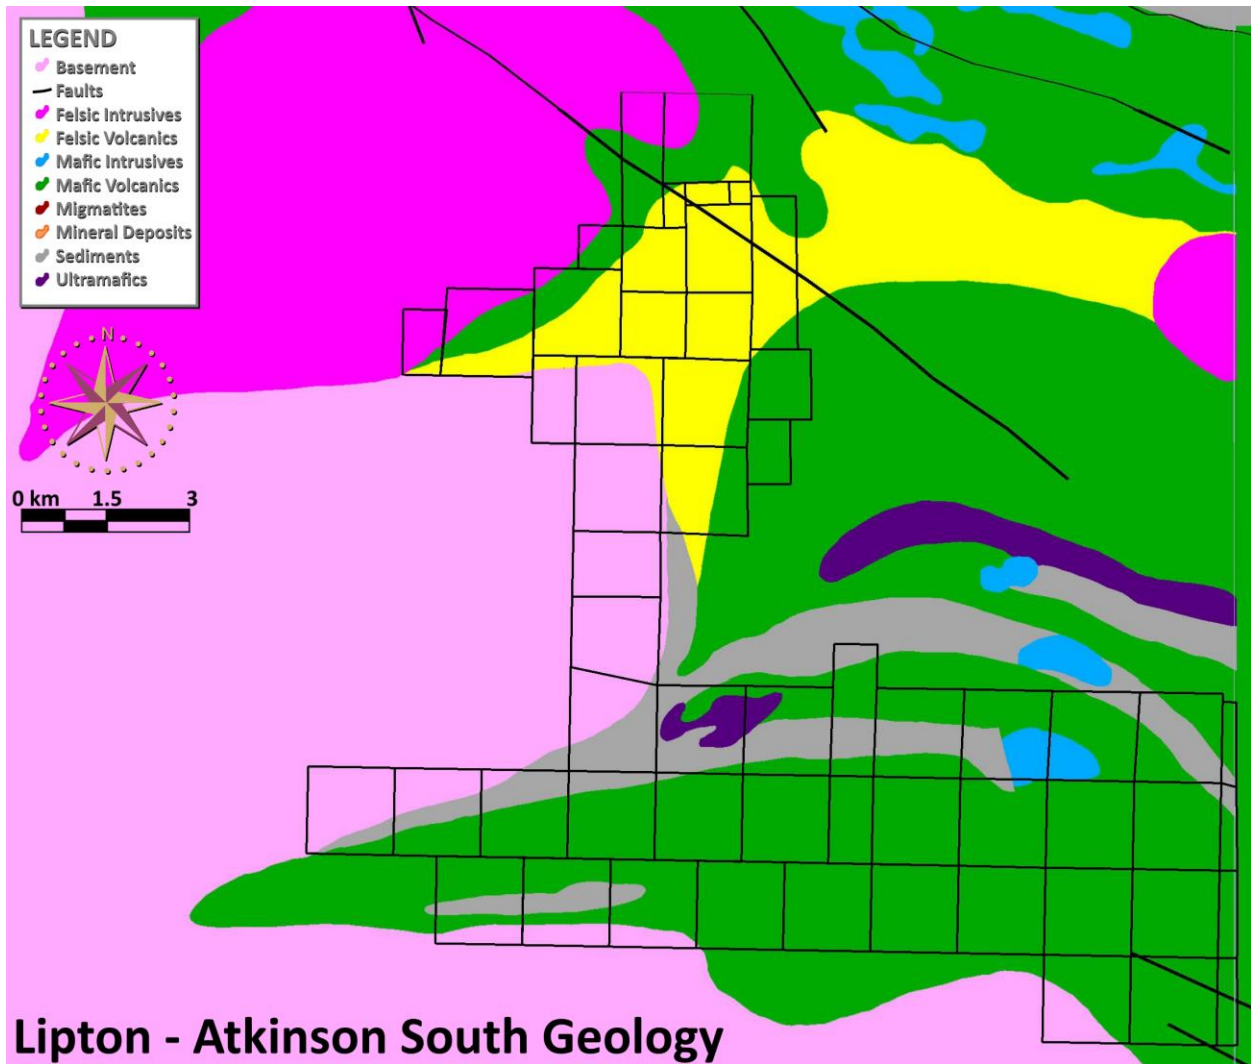 LEGEND
Basement
Faults
Felsic Intrusives
Felsic Volcanics
Mafic Intrusives
Mafic Volcanics
Migmatites
Mineral Deposits
Sediments
Ultramafics
N
0 km 1.5 3
Lipton - Atkinson South Geology